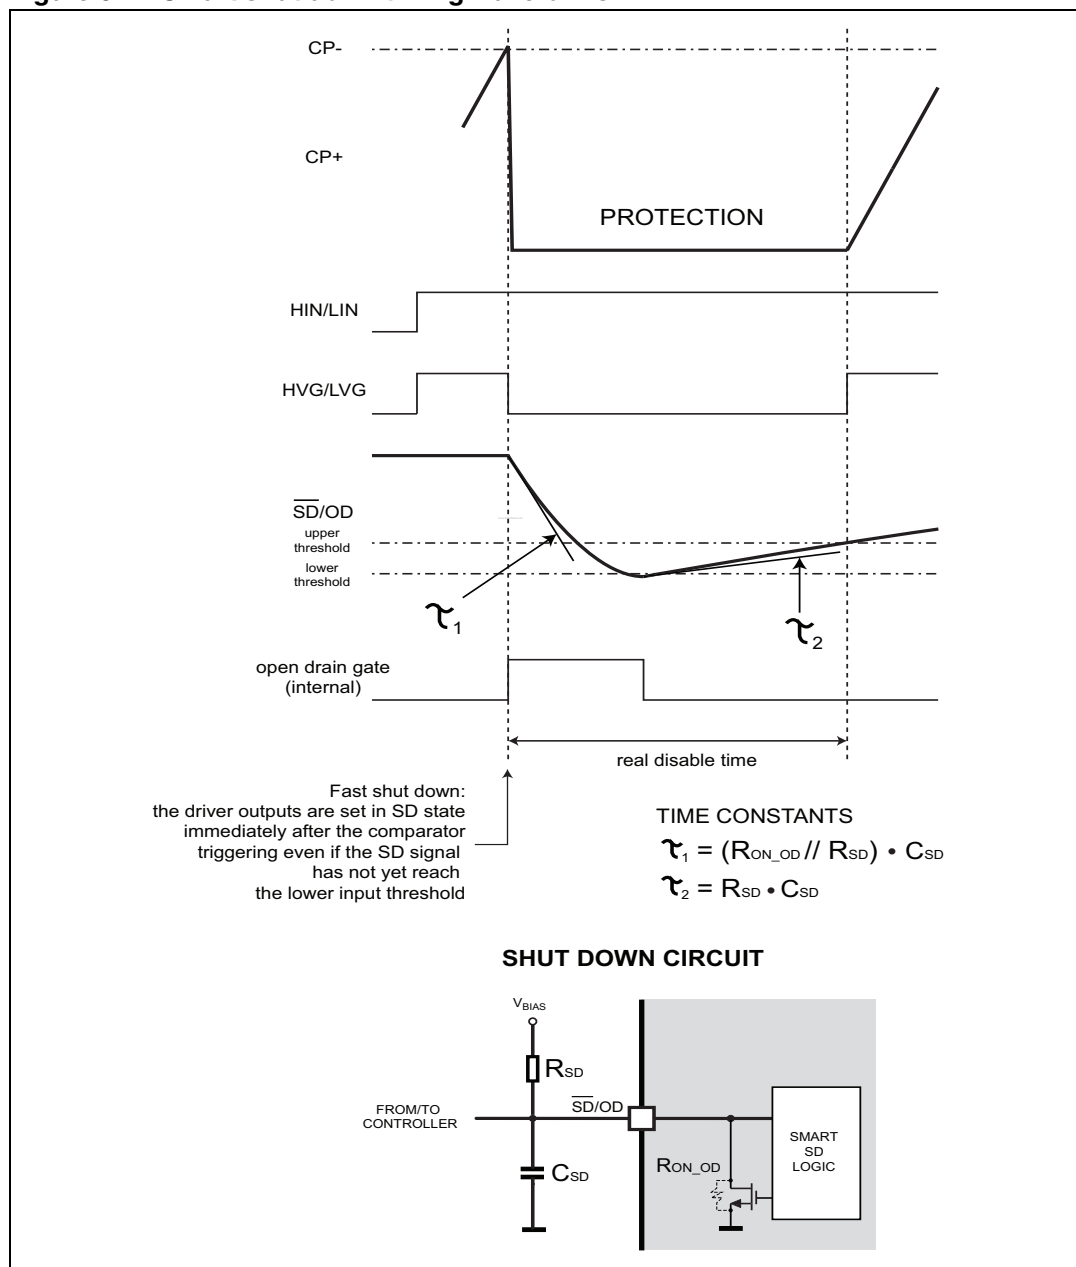 CP-
CP+
PROTECTION
HIN/LIN
HVG/LVG
SD/OD
upper
threshold
lower
threshold
τ1
τ2
open drain gate
(internal)
real disable time
Fast shut down:
the driver outputs are set in SD state
immediately after the comparator
triggering even if the SD signal
has not yet reach
the lower input threshold
TIME CONSTANTS
τ1 = (RON_OD // RSD) • CSD
τ2 = RSD • CSD
SHUT DOWN CIRCUIT
VBIAS
RSD
FROM/TO
CONTROLLER
SD/OD
SMART
SD
LOGIC
RON_OD
CSD